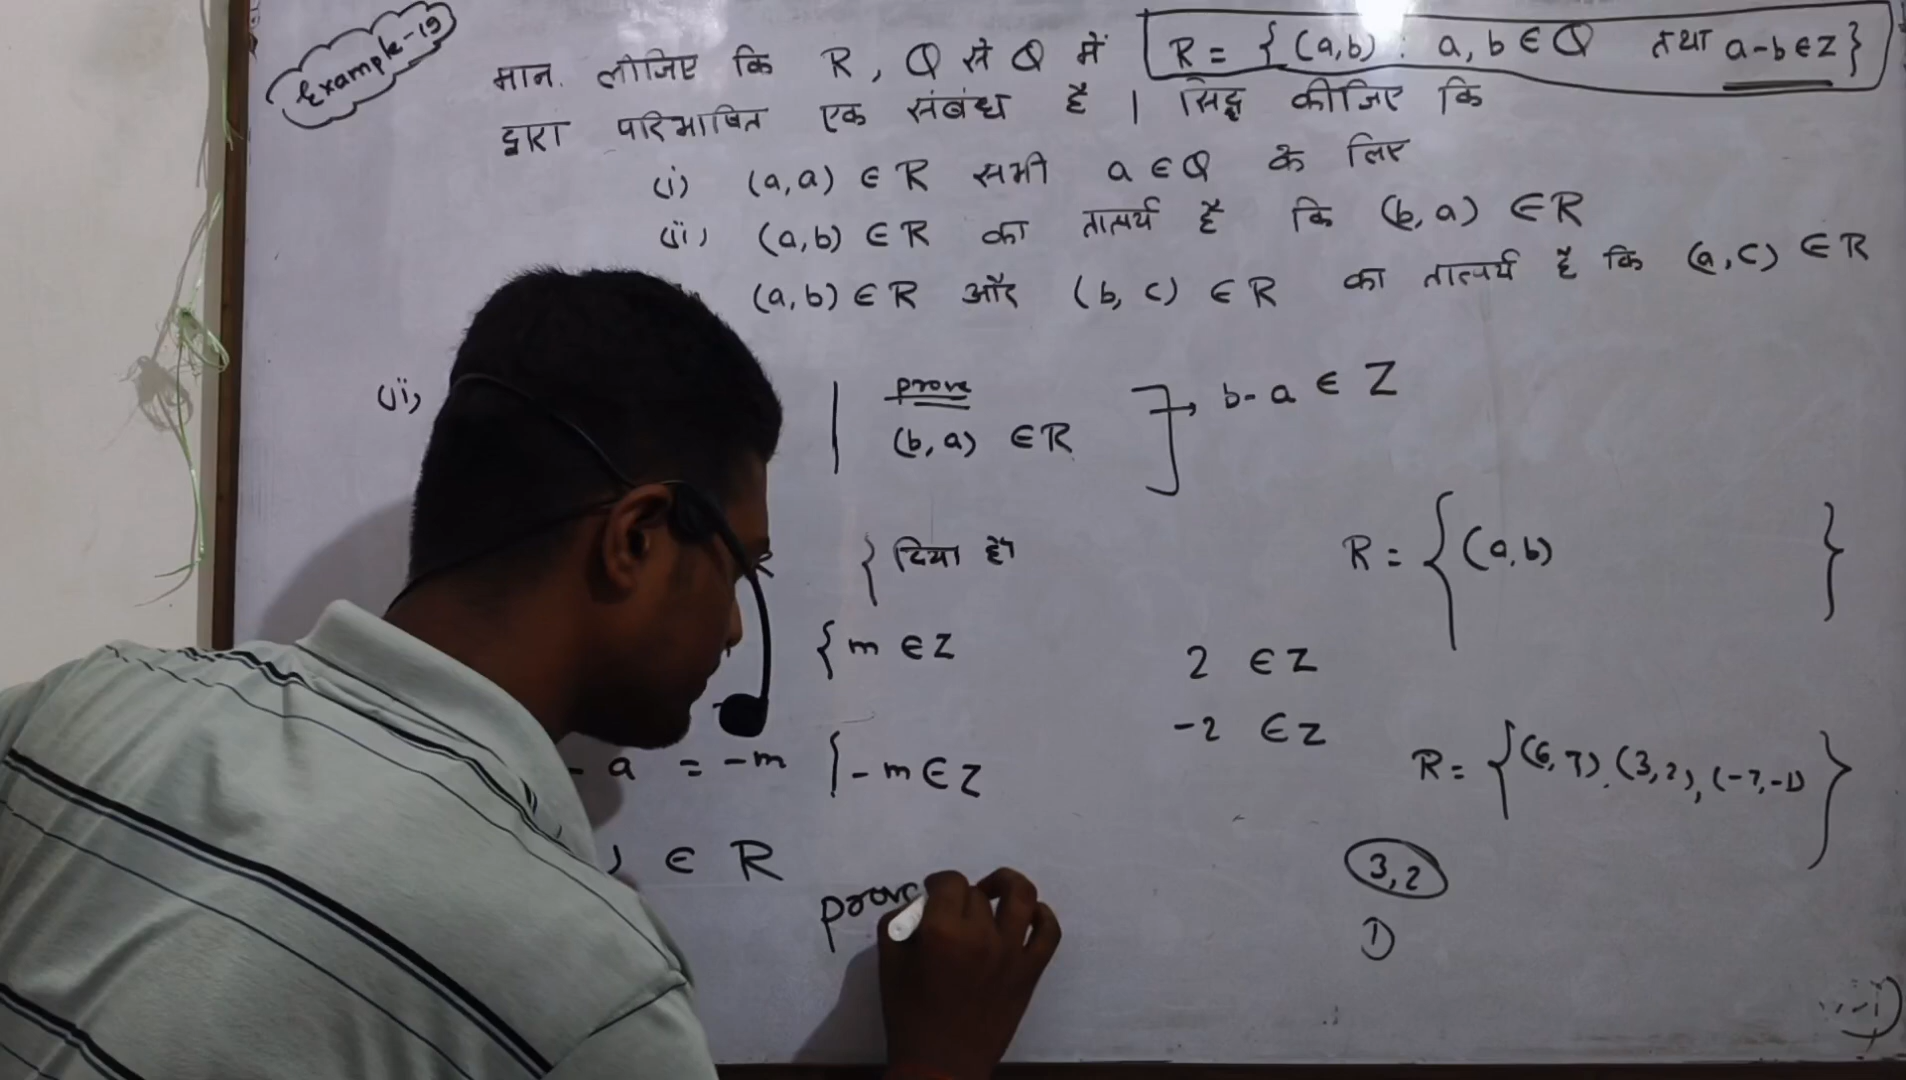 Example-19
मान. लीजिए कि R, Q से Q में R = { (a,b) : a, b ∈ Q तथा a-b ∈ Z }
द्वारा परिभाषित एक संबंध है | सिद्ध कीजिए कि
(i) (a,a) ∈ R सभी a ∈ Q के लिए
(ii) (a,b) ∈ R का तात्पर्य है कि (b,a) ∈ R
(a,b) ∈ R और (b, c) ∈ R का तात्पर्य है कि (a,c) ∈ R
(ii)
prove
(b,a) ∈ R
→ b-a ∈ Z
{ दिया है
R = { (a,b) }
{ m ∈ Z
2 ∈ Z
-2 ∈ Z
- a = -m { -m ∈ Z
R = { (6,7), (3,2), (-7,-1) }
) ∈ R
prove
3,2